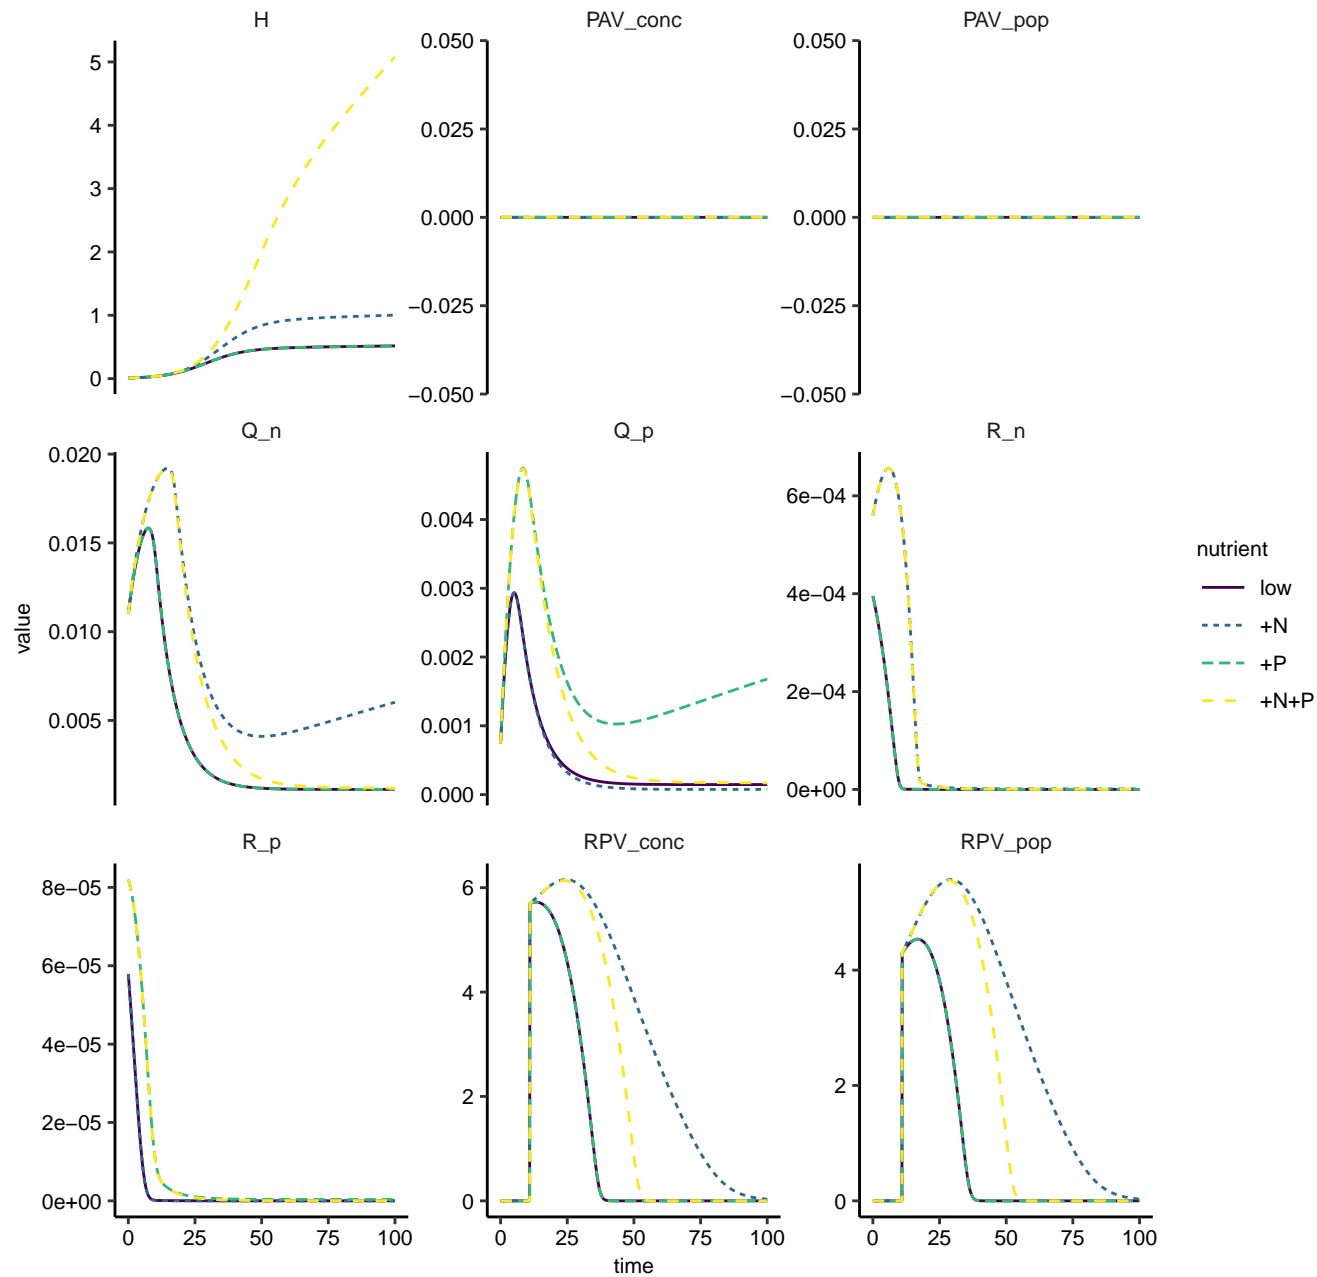 H
PAV_conc
PAV_pop
5
4
3
2
1
0
0.050
0.025
0.000
−0.025
−0.050
0.050
0.025
0.000
−0.025
−0.050
Q_n
Q_p
R_n
0.020
0.015
0.010
0.005
0.004
0.003
0.002
0.001
0.000
6e−04
4e−04
2e−04
0e+00
R_p
RPV_conc
RPV_pop
8e−05
6e−05
4e−05
2e−05
0e+00
6
4
2
0
4
2
0
0 25 50 75 100
0 25 50 75 100
0 25 50 75 100
time
value
nutrient
low
+N
+P
+N+P